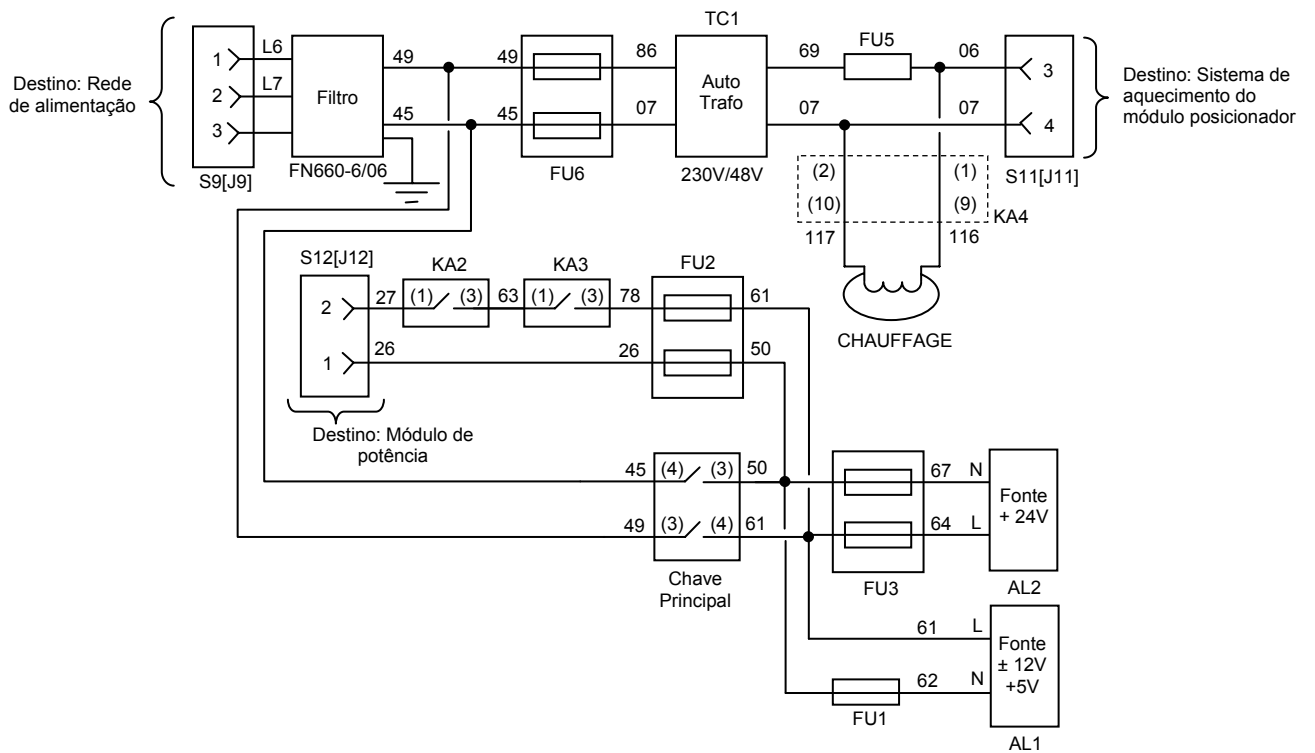 Destino: Rede
de alimentação
1
2
3
S9[J9]
L6
L7
Filtro
FN660-6/06
49
45
49
45
FU6
86
07
TC1
Auto
Trafo
230V/48V
69
07
FU5
06
07
3
4
S11[J11]
Destino: Sistema de
aquecimento do
módulo posicionador
(2)
(1)
(10)
(9)
KA4
117
116
CHAUFFAGE
S12[J12]
2
1
27
26
KA2
(1)
(3)
63
KA3
(1)
(3)
78
26
FU2
61
50
Destino: Módulo de
potência
45
(4)
(3)
50
49
(3)
(4)
61
Chave
Principal
FU3
67
N
64
L
Fonte
+ 24V
AL2
61
L
62
N
FU1
Fonte
± 12V
+5V
AL1